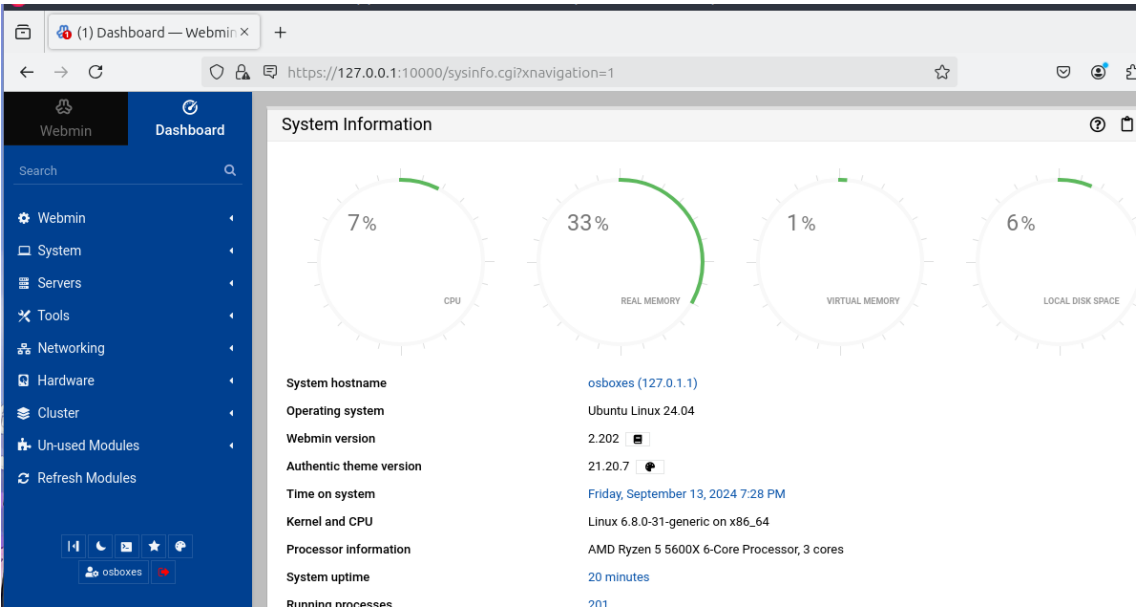 (1) Dashboard — Webmin
https://127.0.0.1:10000/sysinfo.cgi?xnavigation=1
Webmin
Dashboard
Search
Webmin
System
Servers
Tools
Networking
Hardware
Cluster
Un-used Modules
Refresh Modules
osboxes
System Information
7%
CPU
33%
REAL MEMORY
1%
VIRTUAL MEMORY
6%
LOCAL DISK SPACE
System hostname osboxes (127.0.1.1)
Operating system Ubuntu Linux 24.04
Webmin version 2.202
Authentic theme version 21.20.7
Time on system Friday, September 13, 2024 7:28 PM
Kernel and CPU Linux 6.8.0-31-generic on x86_64
Processor information AMD Ryzen 5 5600X 6-Core Processor, 3 cores
System uptime 20 minutes
Running processes 201